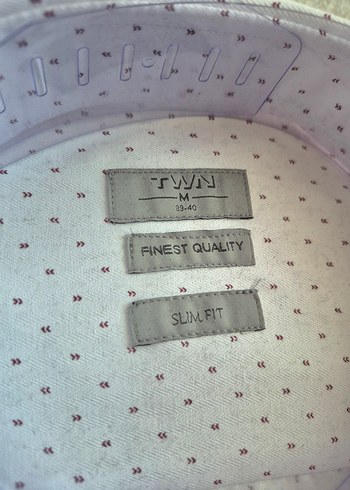 TWN
M
39-40
FINEST QUALITY
SLIM FIT